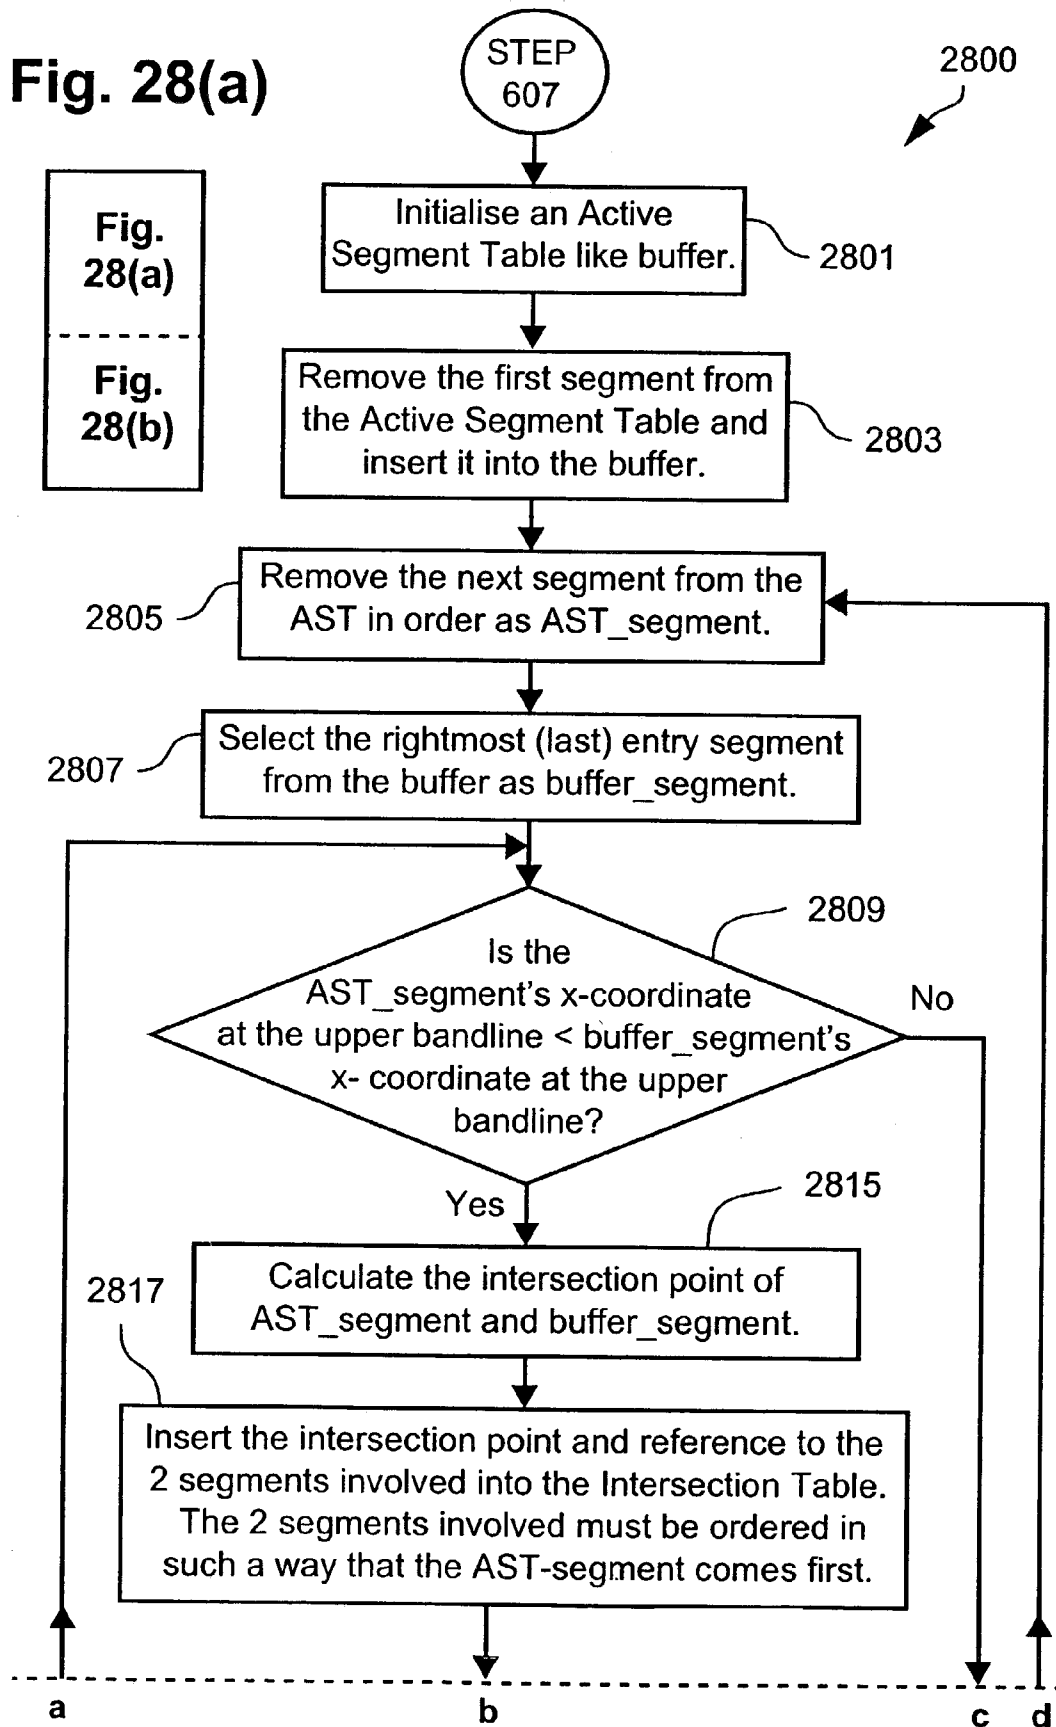 Fig. 28(a)
STEP
607
2800
Fig.
28(a)
Fig.
28(b)
Initialise an Active
Segment Table like buffer.
2801
Remove the first segment from
the Active Segment Table and
insert it into the buffer.
2803
Remove the next segment from the
AST in order as AST_segment.
2805
Select the rightmost (last) entry segment
from the buffer as buffer_segment.
2807
2809
Is the
AST_segment's x-coordinate
at the upper bandline < buffer_segment's
x- coordinate at the upper
bandline?
No
Yes
2815
Calculate the intersection point of
AST_segment and buffer_segment.
2817
Insert the intersection point and reference to the
2 segments involved into the Intersection Table.
The 2 segments involved must be ordered in
such a way that the AST-segment comes first.
a
b
c
d